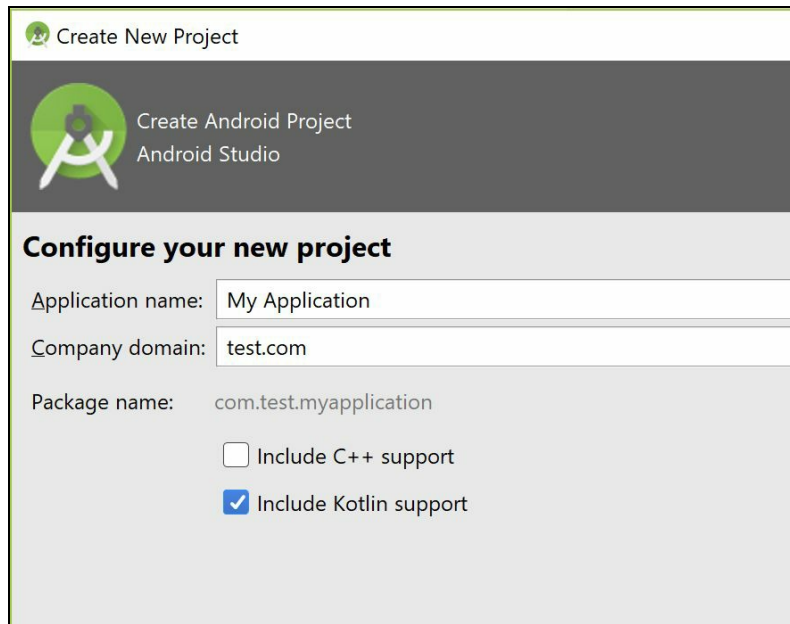 Create New Project
Create Android Project
Android Studio
Configure your new project
Application name: My Application
Company domain: test.com
Package name: com.test.myapplication
Include C++ support
Include Kotlin support